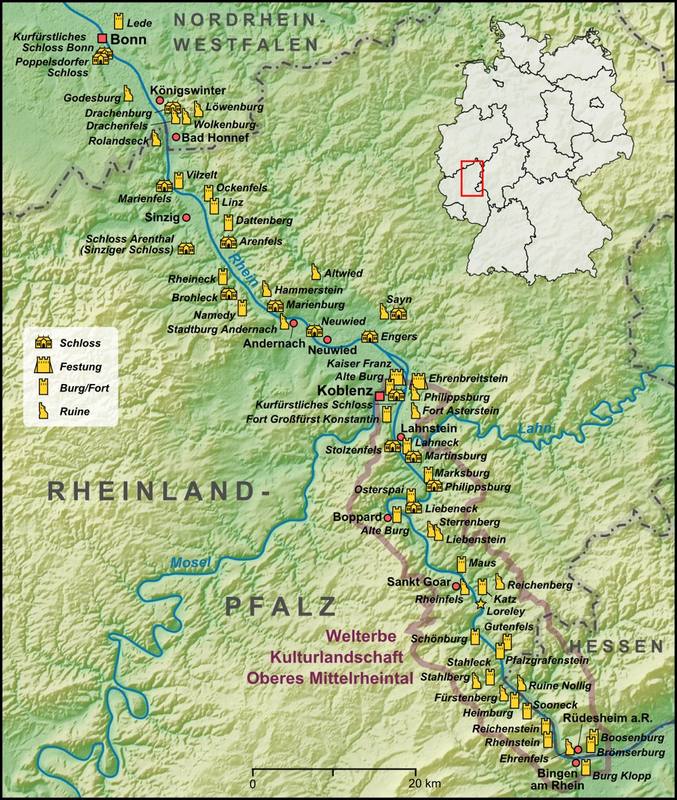 NORDRHEIN-
WESTFALEN
Lede
Kurfürstliches
Schloss Bonn
Bonn
Poppelsdorfer
Schloss
Godesburg
Königswinter
Drachenburg
Löwenburg
Drachenfels
Wolkenburg
Rolandseck
Bad Honnef
Vilzelt
Marienfels
Ockenfels
Linz
Sinzig
Dattenberg
Schloss Arenthal
(Sinziger Schloss)
Arenfels
Rhein
Altwied
Rheineck
Hammerstein
Brohleck
Marienburg
Sayn
Namedy
Stadtburg Andernach
Neuwied
Andernach
Engers
Neuwied
Schloss
Festung
Burg/Fort
Ruine
Kaiser Franz
Alte Burg
Ehrenbreitstein
Koblenz
Philippsburg
Kurfürstliches Schloss
Fort Asterstein
Fort Großfürst Konstantin
Lahnstein
Lahn
Lahneck
Stolzenfels
Martinsburg
Marksburg
Philippsburg
Osterspai
RHEINLAND-
Liebeneck
Boppard
Sterrenberg
Alte Burg
Liebenstein
Mosel
Maus
Sankt Goar
Reichenberg
Rheinfels
Katz
Loreley
PFALZ
Gutenfels
Welterbe
Kulturlandschaft
Oberes Mittelrheintal
Schönburg
HESSEN
Stahleck
Pfalzgrafenstein
Stahlberg
Ruine Nollig
Fürstenberg
Sooneck
Heimburg
Rüdesheim a.R.
Reichenstein
Boosenburg
Rheinstein
Brömserburg
Ehrenfels
Bingen
am Rhein
Burg Klopp
0
20 km